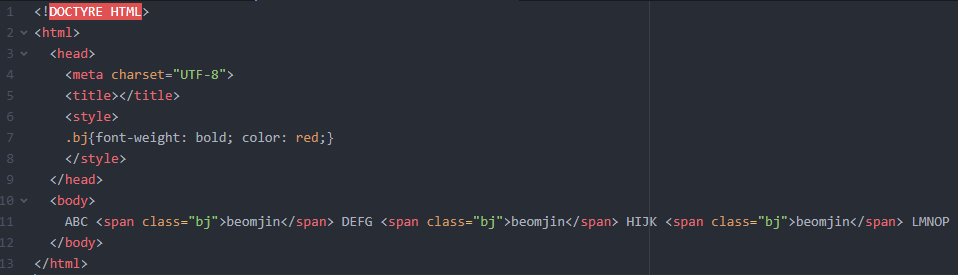 1 <!DOCTYRE HTML>
2 <html>
3 <head>
4 <meta charset="UTF-8">
5 <title></title>
6 <style>
7 .bj{font-weight: bold; color: red;}
8 </style>
9 </head>
10 <body>
11 ABC <span class="bj">beomjin</span> DEFG <span class="bj">beomjin</span> HIJK <span class="bj">beomjin</span> LMNOP
12 </body>
13 </html>